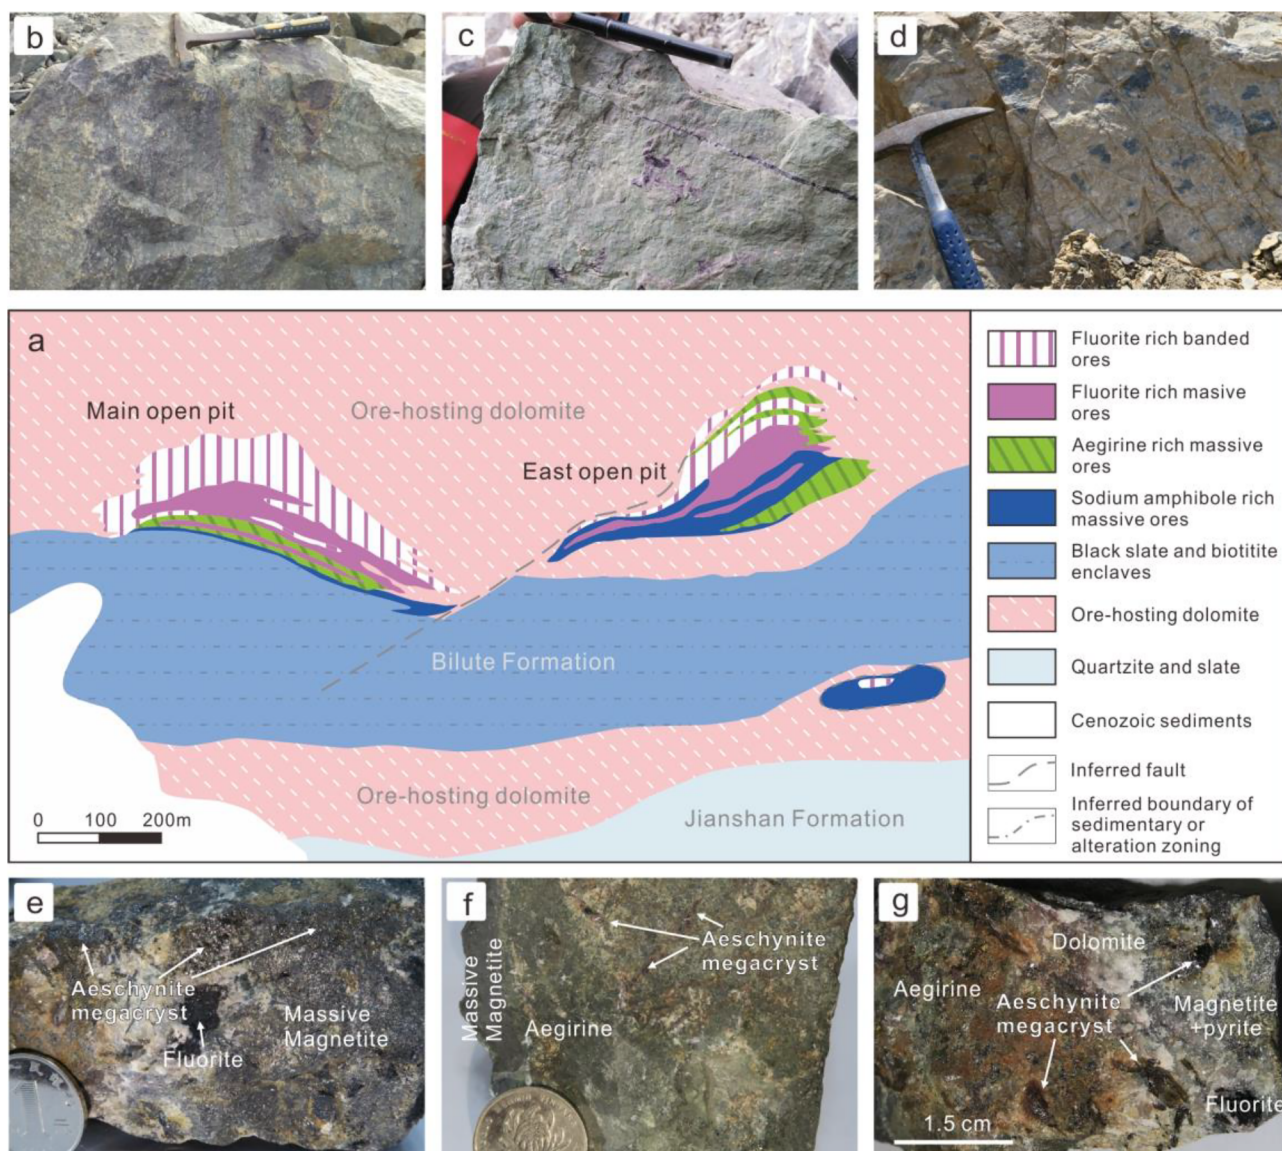 b
c
d
a
Main open pit
Ore-hosting dolomite
East open pit
Bilute Formation
Ore-hosting dolomite
Jianshan Formation
0 100 200m
Fluorite rich banded
ores
Fluorite rich masive
ores
Aegirine rich massive
ores
Sodium amphibole rich
massive ores
Black slate and biotitite
enclaves
Ore-hosting dolomite
Quartzite and slate
Cenozoic sediments
Inferred fault
Inferred boundary of
sedimentary or
alteration zoning
e
Aeschynite
megacryst
Fluorite
Massive
Magnetite
f
Massive
Magnetite
Aegirine
Aeschynite
megacryst
g
Dolomite
Aegirine
Aeschynite
megacryst
Magnetite
+pyrite
Fluorite
1.5 cm